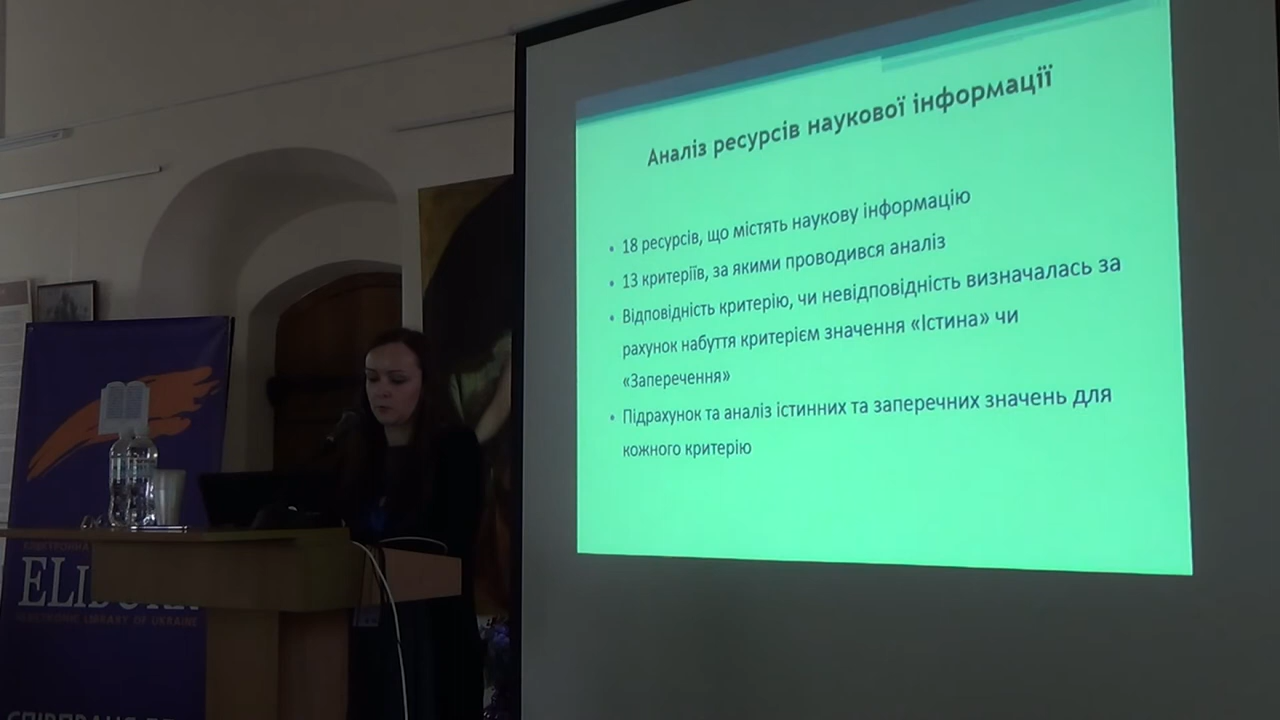 Аналіз ресурсів наукової інформації
• 18 ресурсів, що містять наукову інформацію
• 13 критеріїв, за якими проводився аналіз
• Відповідність критерію, чи невідповідність визначалась за
рахунок набуття критерієм значення «Істина» чи
«Заперечення»
• Підрахунок та аналіз істинних та заперечних значень для
кожного критерію
ELECTRONIC LIBRARY OF UKRAINE